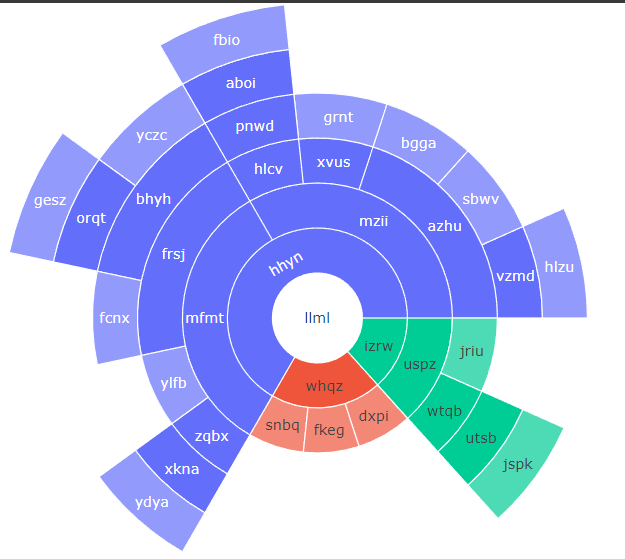 fbio
aboi
grnt
pnwd
yczc
bgga
xvus
hlcv
gesz
bhyh
sbwv
orqt
mzii
azhu
frsj
hhyn
hlzu
vzmd
fcnx
mfmt
llml
izrw
jriu
uspz
ylfb
whqz
wtqb
dxpi
snbq
fkeg
zqbx
utsb
jspk
xkna
ydya